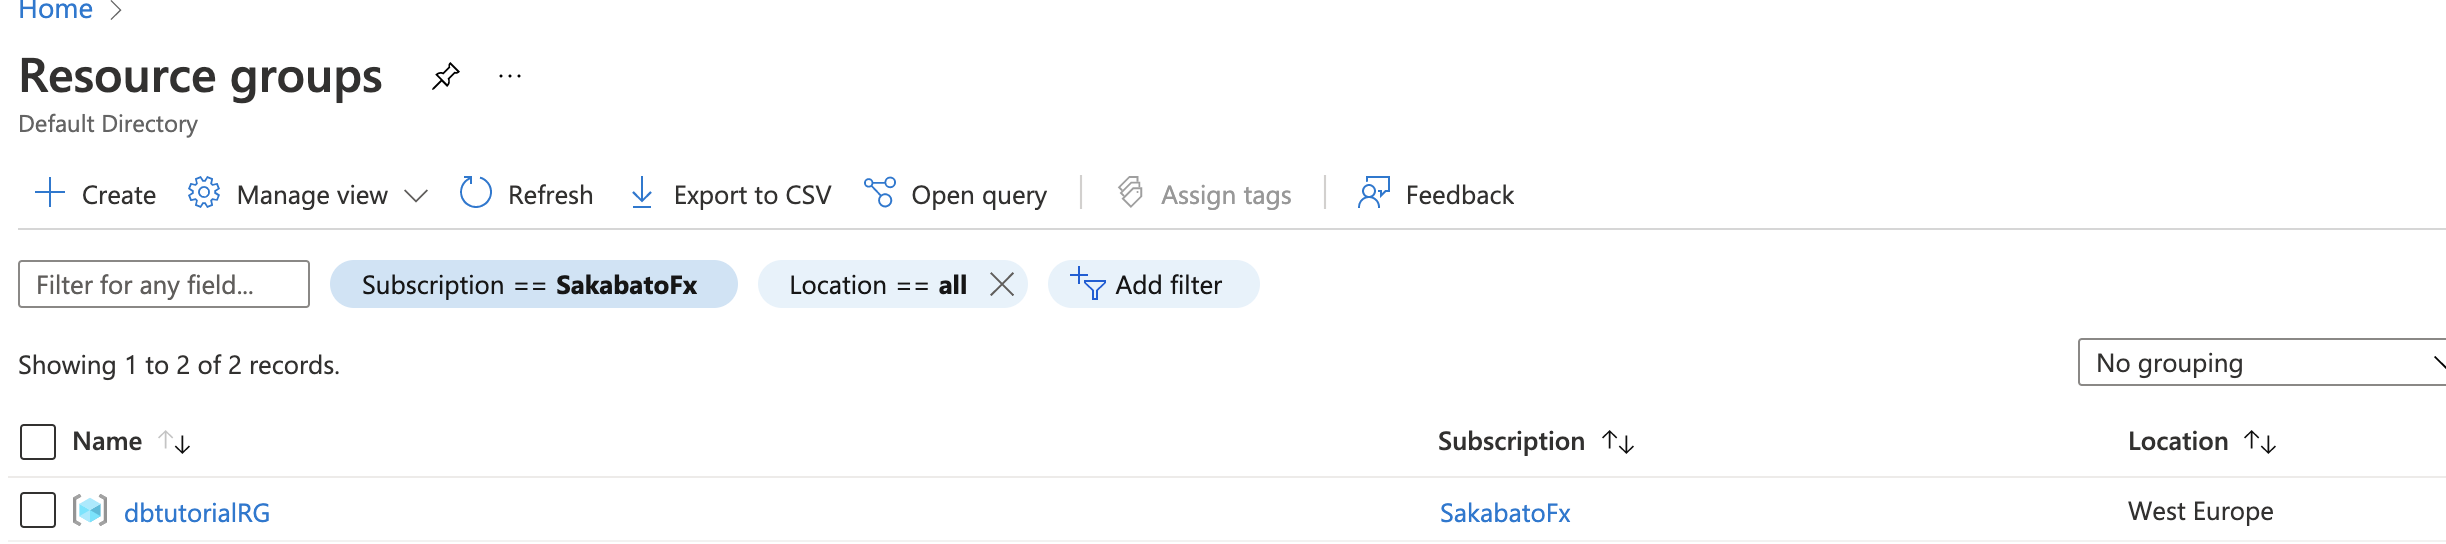 Home
Resource groups
Default Directory
Create Manage view Refresh Export to CSV Open query Assign tags Feedback
Filter for any field... Subscription == SakabatoFx Location == all Add filter
Showing 1 to 2 of 2 records. No grouping
Name Subscription Location
dbtutorialRG SakabatoFx West Europe